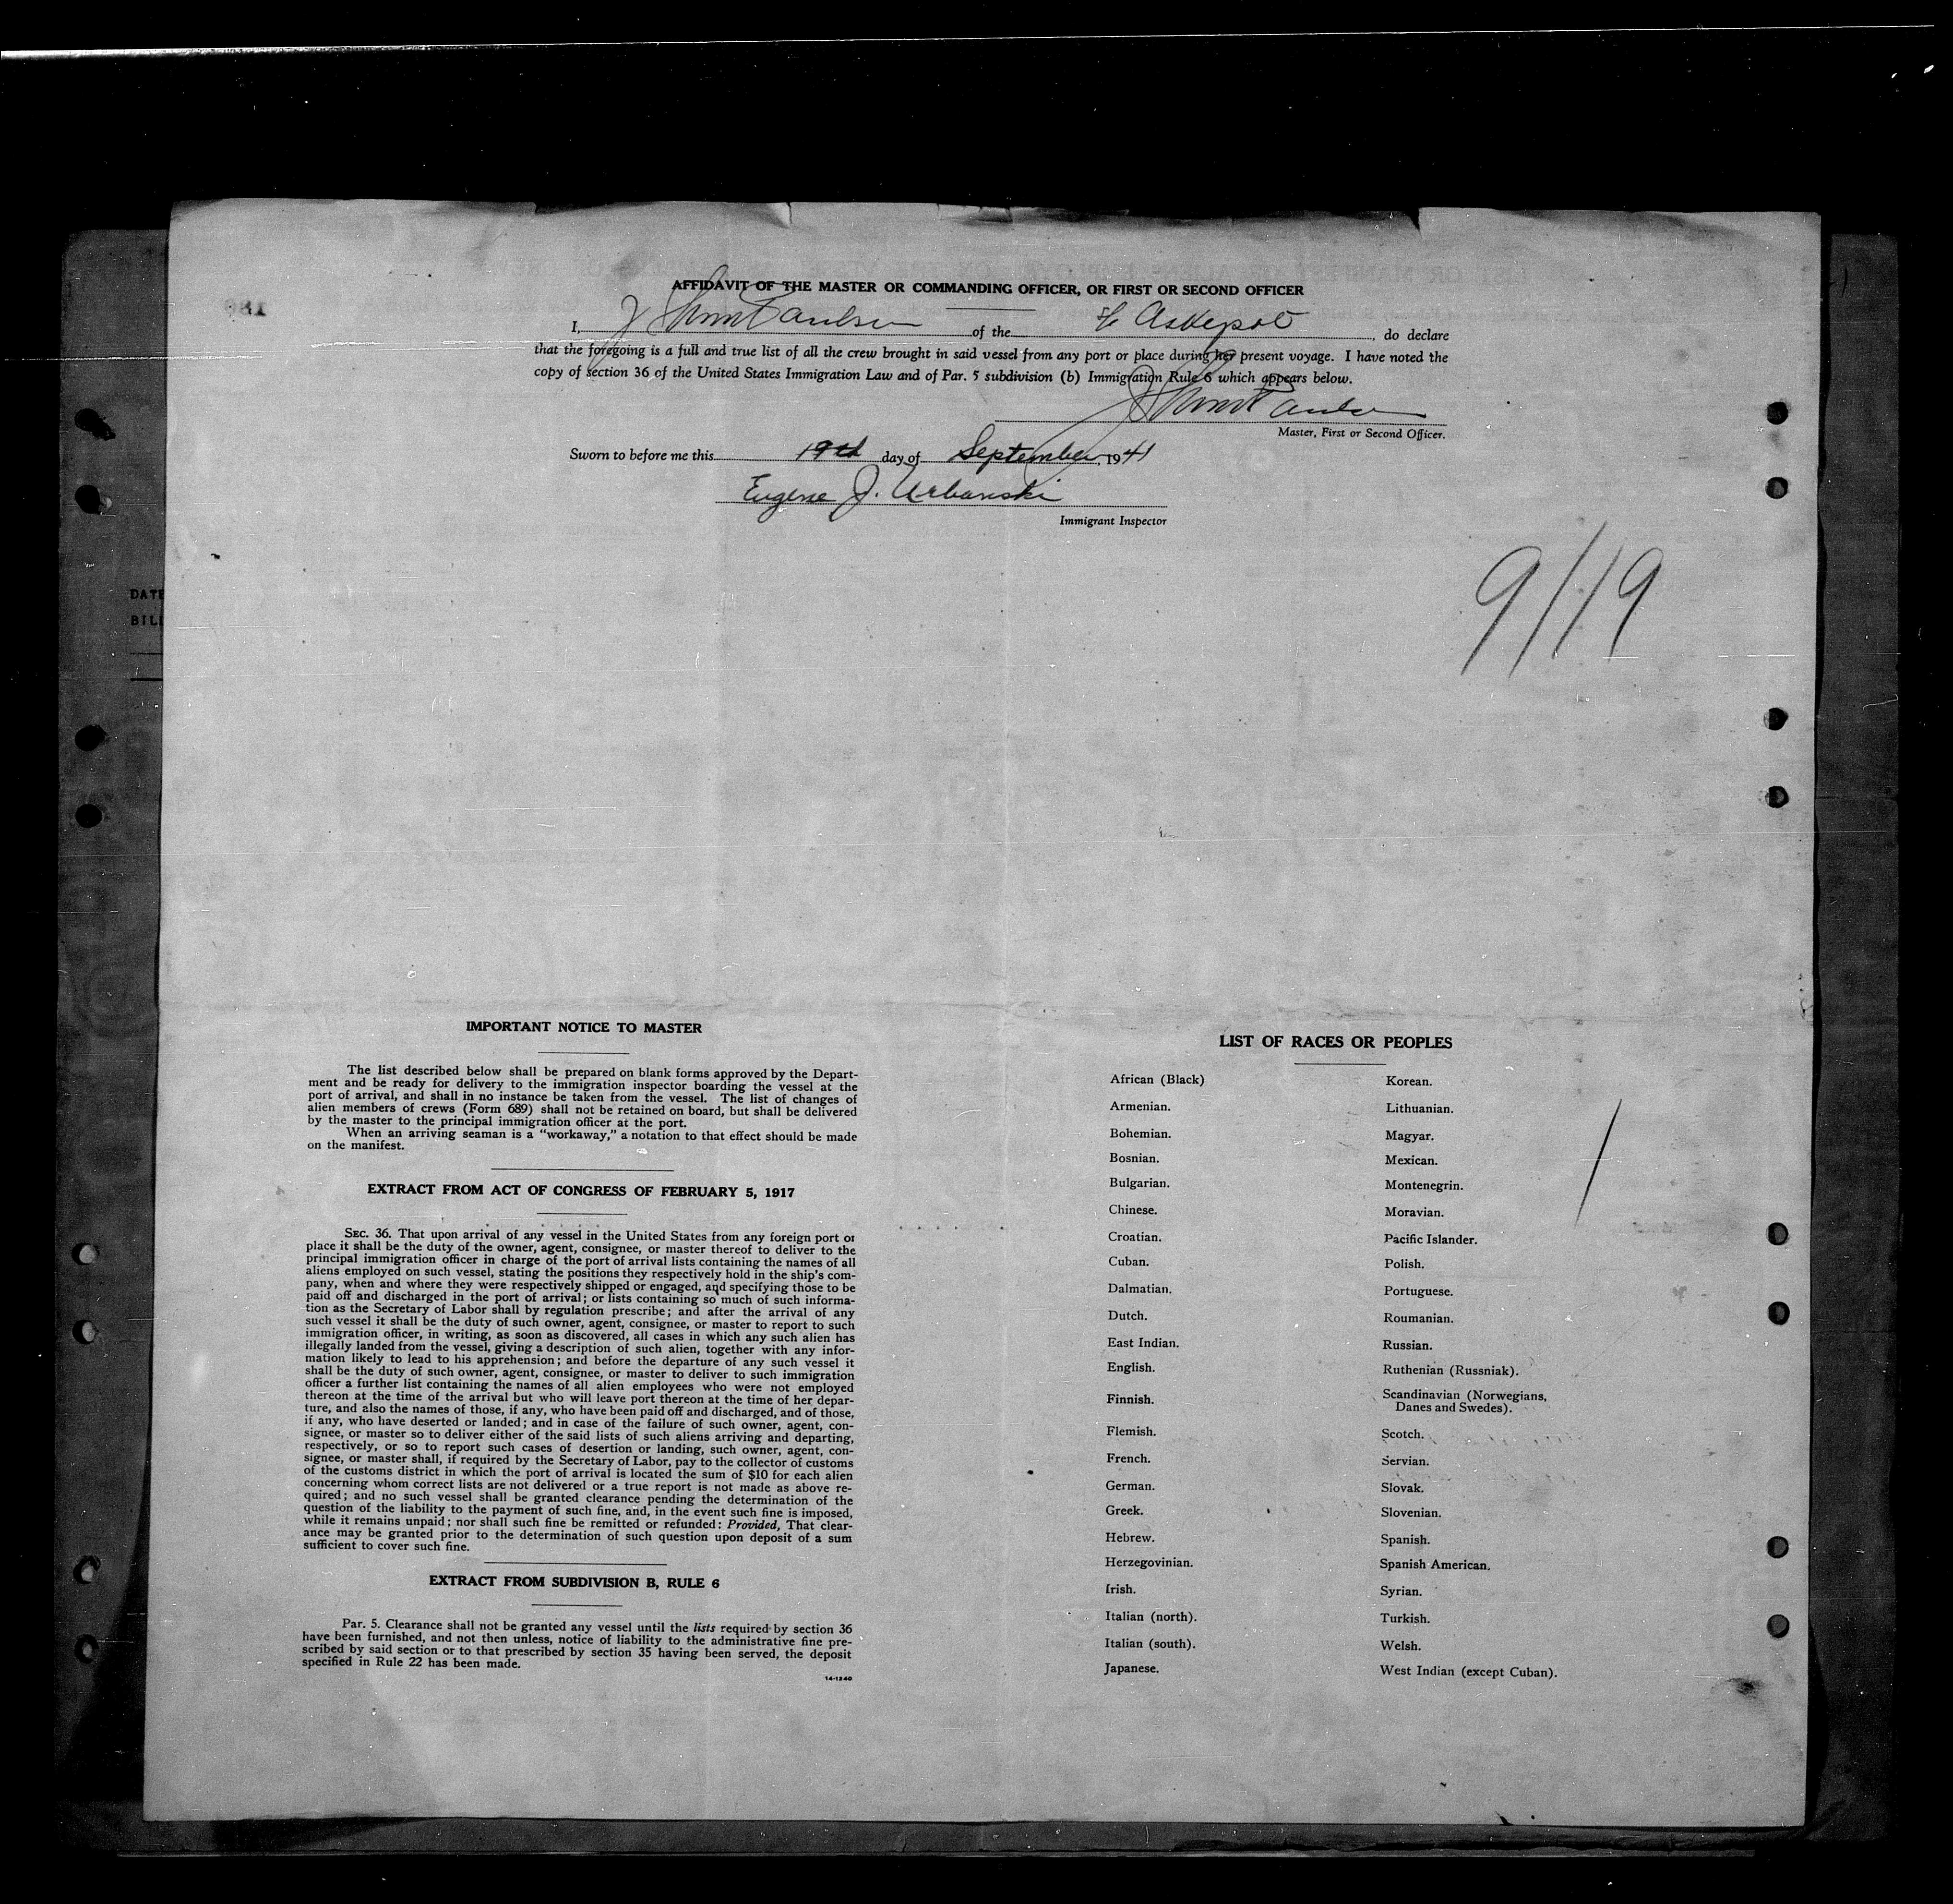 AFFIDAVIT OF THE MASTER OR COMMANDING OFFICER, OR FIRST OR SECOND OFFICER
I, Paulsen of the Askepot, do declare
that the foregoing is a full and true list of all the crew brought in said vessel from any port or place during her present voyage. I have noted the
copy of section 36 of the United States Immigration Law and of Par. 5 subdivision (b) Immigration Rule 6 which appears below.
Paulsen
Master, First or Second Officer.
Sworn to before me this 19th day of September, 1941
Eugene J. Urbanski
Immigrant Inspector
9/19
DATE
BILL
IMPORTANT NOTICE TO MASTER
The list described below shall be prepared on blank forms approved by the Depart-
ment and be ready for delivery to the immigration inspector boarding the vessel at the
port of arrival, and shall in no instance be taken from the vessel. The list of changes of
alien members of crews (Form 689) shall not be retained on board, but shall be delivered
by the master to the principal immigration officer at the port.
When an arriving seaman is a "workaway," a notation to that effect should be made
on the manifest.
EXTRACT FROM ACT OF CONGRESS OF FEBRUARY 5, 1917
SEC. 36. That upon arrival of any vessel in the United States from any foreign port or
place it shall be the duty of the owner, agent, consignee, or master thereof to deliver to the
principal immigration officer in charge of the port of arrival lists containing the names of all
aliens employed on such vessel, stating the positions they respectively hold in the ship's com-
pany, when and where they were respectively shipped or engaged, and specifying those to be
paid off and discharged in the port of arrival; or lists containing so much of such informa-
tion as the Secretary of Labor shall by regulation prescribe; and after the arrival of any
such vessel it shall be the duty of such owner, agent, consignee, or master to report to such
immigration officer, in writing, as soon as discovered, all cases in which any such alien has
illegally landed from the vessel, giving a description of such alien, together with any infor-
mation likely to lead to his apprehension; and before the departure of any such vessel it
shall be the duty of such owner, agent, consignee, or master to deliver to such immigration
officer a further list containing the names of all alien employees who were not employed
thereon at the time of the arrival but who will leave port thereon at the time of her depar-
ture, and also the names of those, if any, who have been paid off and discharged, and of those,
if any, who have deserted or landed; and in case of the failure of such owner, agent, con-
signee, or master so to deliver either of the said lists of such aliens arriving and departing,
respectively, or so to report such cases of desertion or landing, such owner, agent, con-
signee, or master shall, if required by the Secretary of Labor, pay to the collector of customs
of the customs district in which the port of arrival is located the sum of $10 for each alien
concerning whom correct lists are not delivered or a true report is not made as above re-
quired; and no such vessel shall be granted clearance pending the determination of the
question of the liability to the payment of such fine, and, in the event such fine is imposed,
while it remains unpaid; nor shall such fine be remitted or refunded: Provided, That clear-
ance may be granted prior to the determination of such question upon deposit of a sum
sufficient to cover such fine.
EXTRACT FROM SUBDIVISION B, RULE 6
Par. 5. Clearance shall not be granted any vessel until the lists required by section 36
have been furnished, and not then unless, notice of liability to the administrative fine pre-
scribed by said section or to that prescribed by section 35 having been served, the deposit
specified in Rule 22 has been made.
14-1240
LIST OF RACES OR PEOPLES
African (Black)
Armenian.
Bohemian.
Bosnian.
Bulgarian.
Chinese.
Croatian.
Cuban.
Dalmatian.
Dutch.
East Indian.
English.
Finnish.
Flemish.
French.
German.
Greek.
Hebrew.
Herzegovinian.
Irish.
Italian (north).
Italian (south).
Japanese.
Korean.
Lithuanian.
Magyar.
Mexican.
Montenegrin.
Moravian.
Pacific Islander.
Polish.
Portuguese.
Roumanian.
Russian.
Ruthenian (Russniak).
Scandinavian (Norwegians,
Danes and Swedes).
Scotch.
Servian.
Slovak.
Slovenian.
Spanish.
Spanish American.
Syrian.
Turkish.
Welsh.
West Indian (except Cuban).